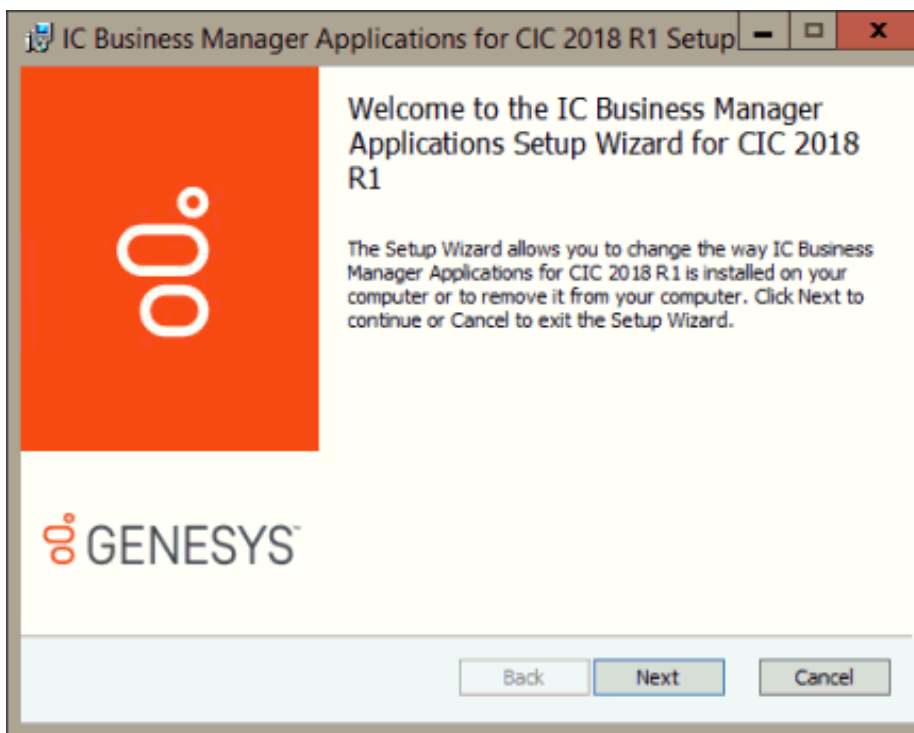 IC Business Manager Applications for CIC 2018 R1 Setup
Welcome to the IC Business Manager
Applications Setup Wizard for CIC 2018
R1
The Setup Wizard allows you to change the way IC Business
Manager Applications for CIC 2018 R1 is installed on your
computer or to remove it from your computer. Click Next to
continue or Cancel to exit the Setup Wizard.
GENESYS™
Back Next Cancel